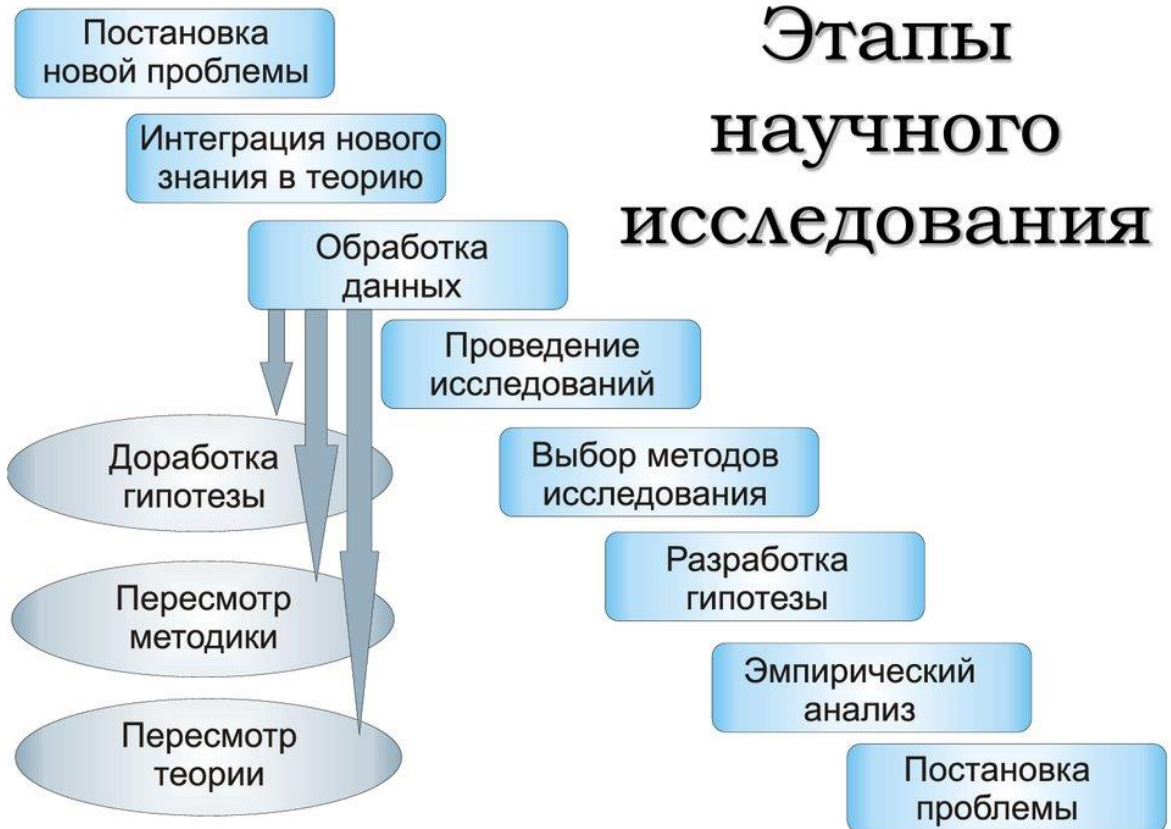 Этапы
научного
исследования
Постановка
новой проблемы
Интеграция нового
знания в теорию
Обработка
данных
Проведение
исследований
Выбор методов
исследования
Разработка
гипотезы
Эмпирический
анализ
Постановка
проблемы
Доработка
гипотезы
Пересмотр
методики
Пересмотр
теории